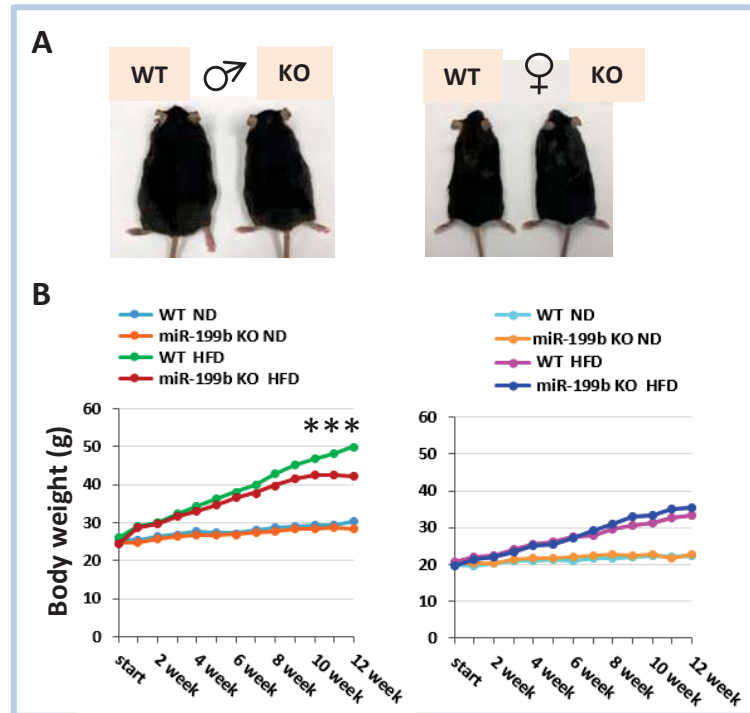 A
WT ♂ KO
WT ♀ KO
B
WT ND
miR-199b KO ND
WT HFD
miR-199b KO HFD
WT ND
miR-199b KO ND
WT HFD
miR-199b KO HFD
Body weight (g)
60
50
40
30
20
10
0
***
start
2 week
4 week
6 week
8 week
10 week
12 week
60
50
40
30
20
10
0
start
2 week
4 week
6 week
8 week
10 week
12 week